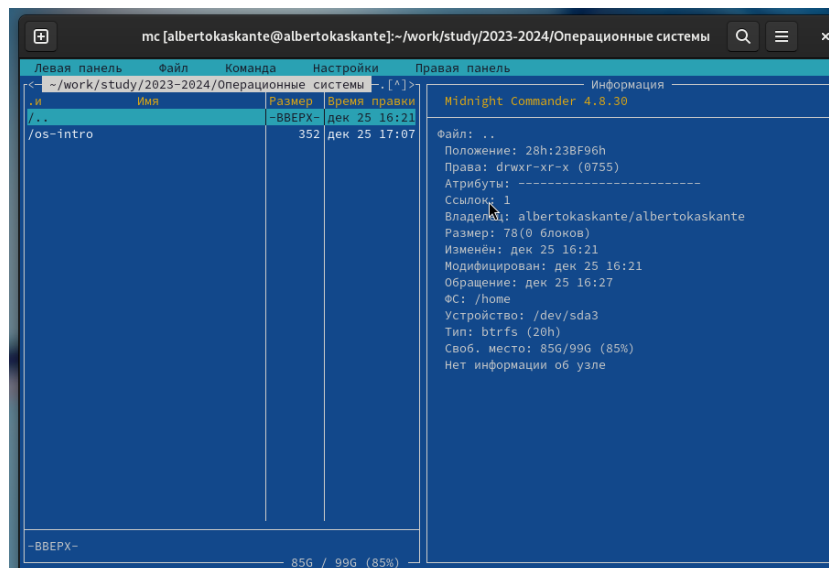 mc [albertokaskante@albertokaskante]:~/work/study/2023-2024/Операционные системы
Левая панель Файл Команда Настройки Правая панель
<─ ~/work/study/2023-2024/Операционные системы ─.[^]>
.и Имя Размер Время правки
/.. -ВВЕРХ- дек 25 16:21
/os-intro 352 дек 25 17:07
-ВВЕРХ-
85G / 99G (85%)
Информация
Midnight Commander 4.8.30
Файл: ..
Положение: 28h:23BF96h
Права: drwxr-xr-x (0755)
Атрибуты: --------------------------
Ссылок: 1
Владелец: albertokaskante/albertokaskante
Размер: 78(0 блоков)
Изменён: дек 25 16:21
Модифицирован: дек 25 16:21
Обращение: дек 25 16:27
ФС: /home
Устройство: /dev/sda3
Тип: btrfs (20h)
Своб. место: 85G/99G (85%)
Нет информации об узле